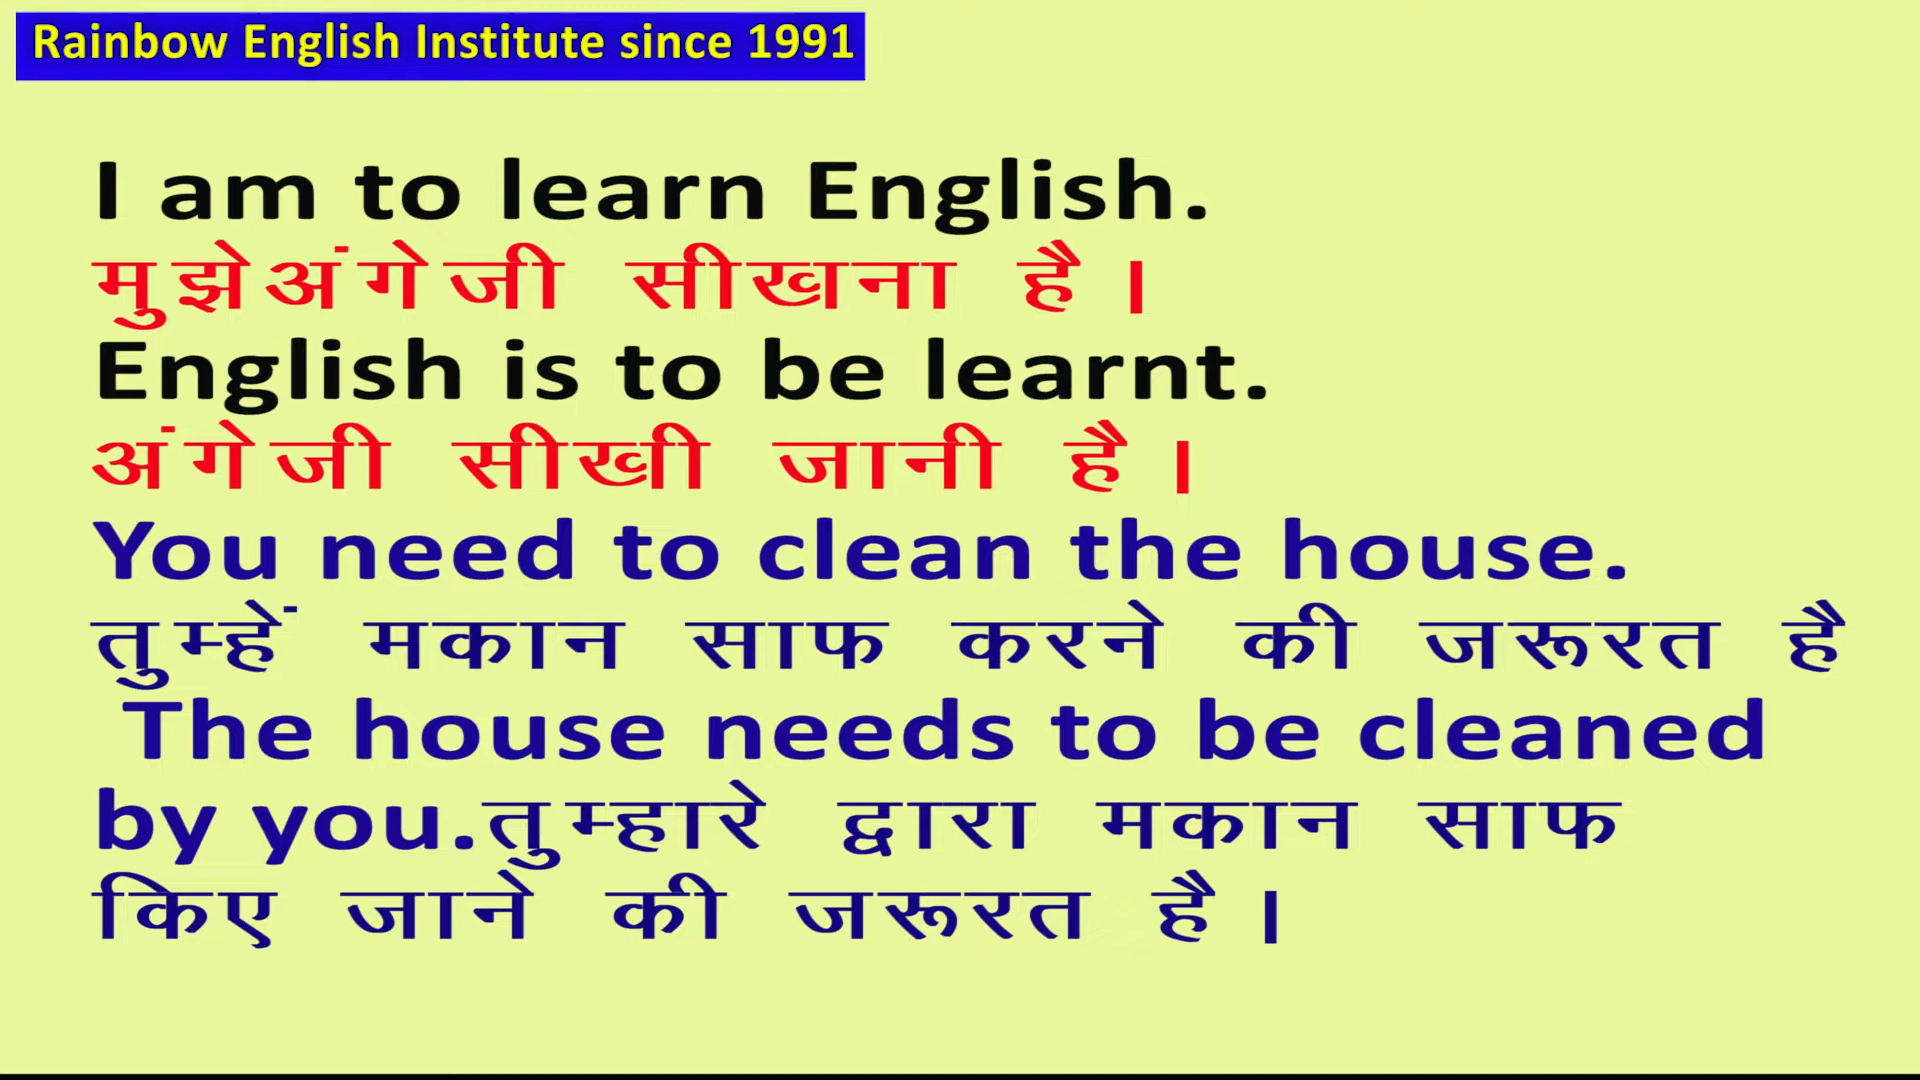 Rainbow English Institute since 1991
I am to learn English.
मुझे अंगेजी सीखना है ।
English is to be learnt.
अंगेजी सीखी जानी है ।
You need to clean the house.
तुम्हें मकान साफ करने की जरूरत है
The house needs to be cleaned
by you.तुम्हारे द्वारा मकान साफ
किए जाने की जरूरत है ।